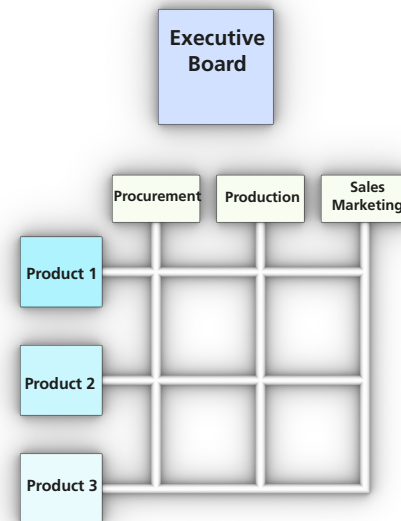 Executive
Board
Procurement
Production
Sales
Marketing
Product 1
Product 2
Product 3